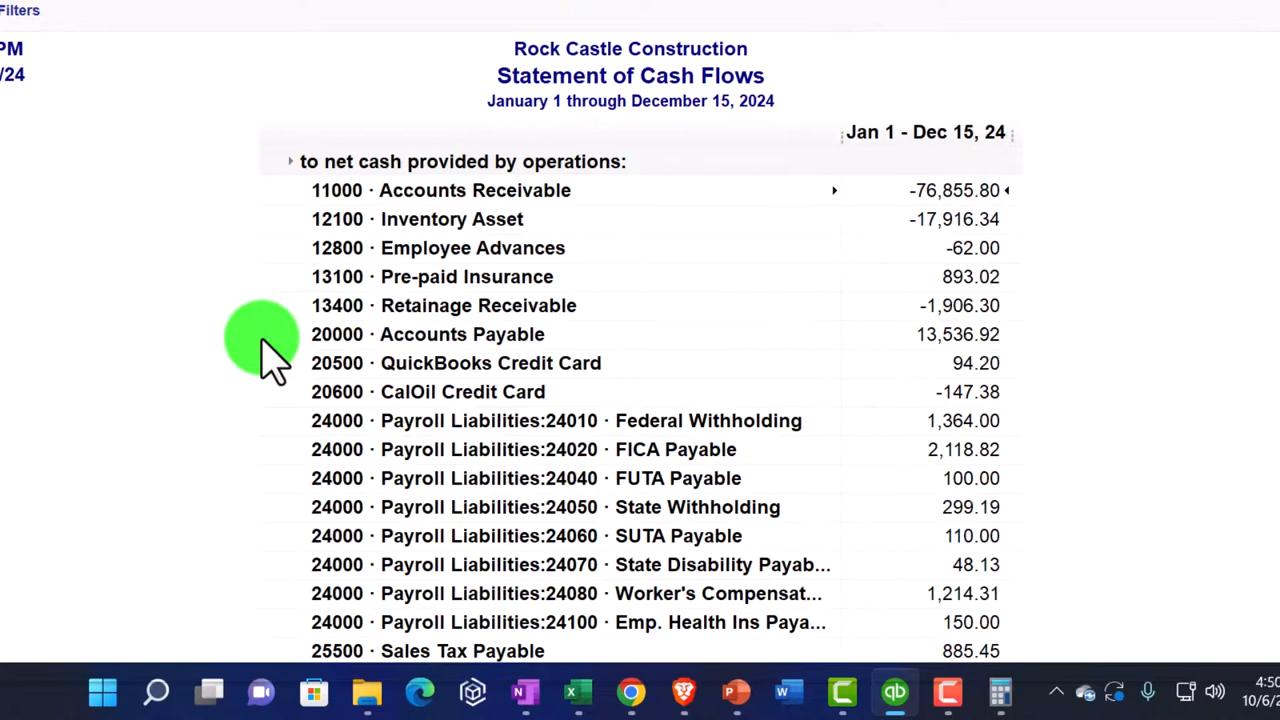 Filters
PM
/24
Rock Castle Construction
Statement of Cash Flows
January 1 through December 15, 2024
Jan 1 - Dec 15, 24
to net cash provided by operations:
11000 · Accounts Receivable -76,855.80
12100 · Inventory Asset -17,916.34
12800 · Employee Advances -62.00
13100 · Pre-paid Insurance 893.02
13400 · Retainage Receivable -1,906.30
20000 · Accounts Payable 13,536.92
20500 · QuickBooks Credit Card 94.20
20600 · CalOil Credit Card -147.38
24000 · Payroll Liabilities:24010 · Federal Withholding 1,364.00
24000 · Payroll Liabilities:24020 · FICA Payable 2,118.82
24000 · Payroll Liabilities:24040 · FUTA Payable 100.00
24000 · Payroll Liabilities:24050 · State Withholding 299.19
24000 · Payroll Liabilities:24060 · SUTA Payable 110.00
24000 · Payroll Liabilities:24070 · State Disability Payab... 48.13
24000 · Payroll Liabilities:24080 · Worker's Compensat... 1,214.31
24000 · Payroll Liabilities:24100 · Emp. Health Ins Paya... 150.00
25500 · Sales Tax Payable 885.45
4:50
10/6/2